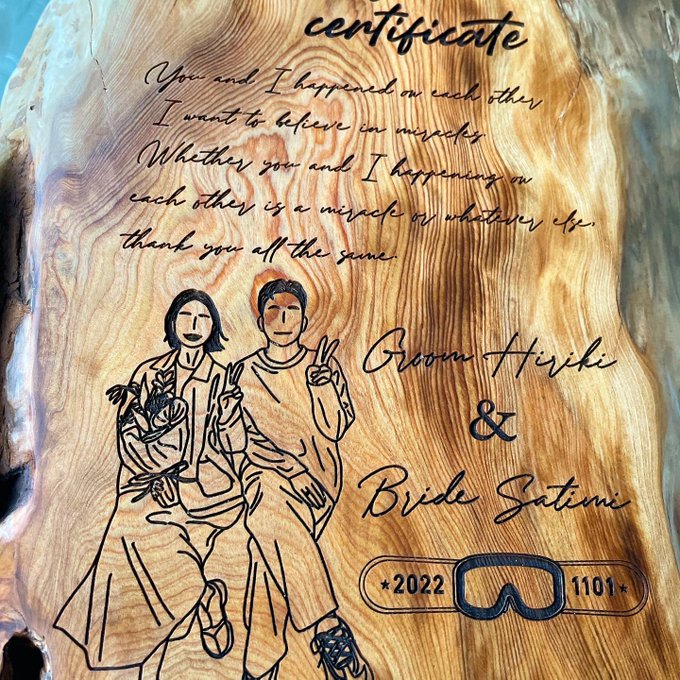 certificate
You and I happened on each other
I want to believe in miracles
Whether you and I happening on
each other is a miracle or whatever else,
thank you all the same.
Groom Hiriki
&
Bride Satimi
★2022 1101★